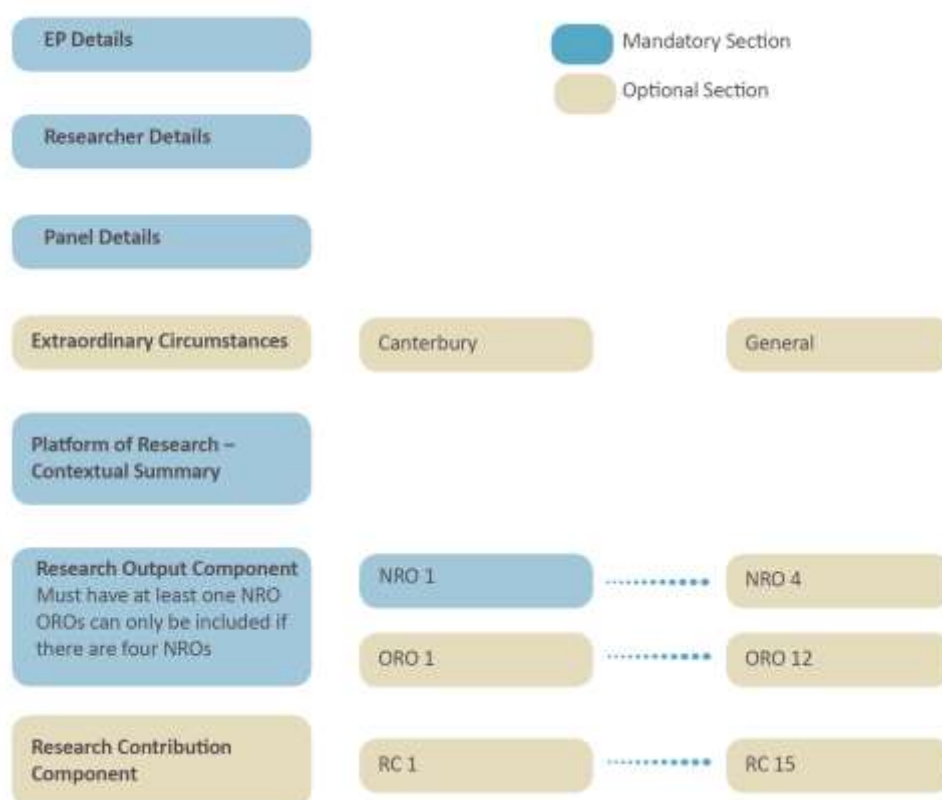 EP Details
Mandatory Section
Optional Section
Researcher Details
Panel Details
Extraordinary Circumstances
Canterbury
General
Platform of Research –
Contextual Summary
Research Output Component
Must have at least one NRO
OROs can only be included if
there are four NROs
NRO 1
NRO 4
ORO 1
ORO 12
Research Contribution
Component
RC 1
RC 15